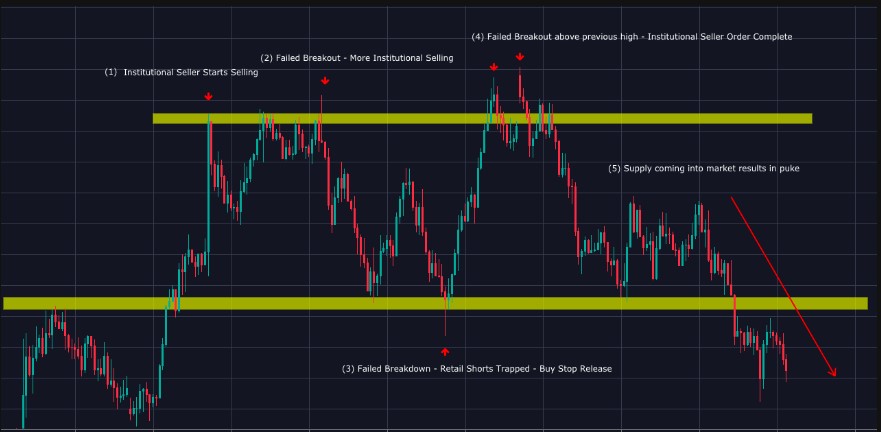 (4) Failed Breakout above previous high - Institutional Seller Order Complete
(2) Failed Breakout - More Institutional Selling
(1) Institutional Seller Starts Selling
(5) Supply coming into market results in puke
(3) Failed Breakdown - Retail Shorts Trapped - Buy Stop Release